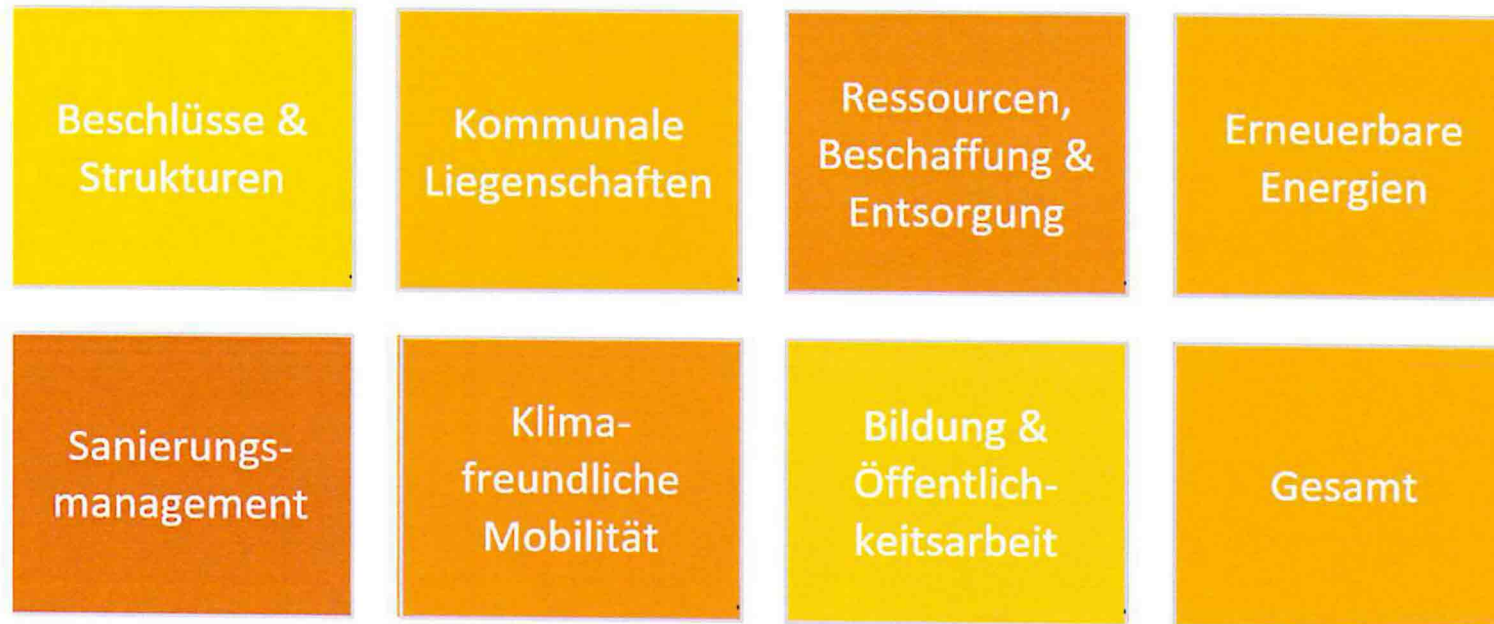 Beschlüsse &
Strukturen
Kommunale
Liegenschaften
Ressourcen,
Beschaffung &
Entsorgung
Erneuerbare
Energien
Sanierungs-
management
Klima-
freundliche
Mobilität
Bildung &
Öffentlich-
keitsarbeit
Gesamt